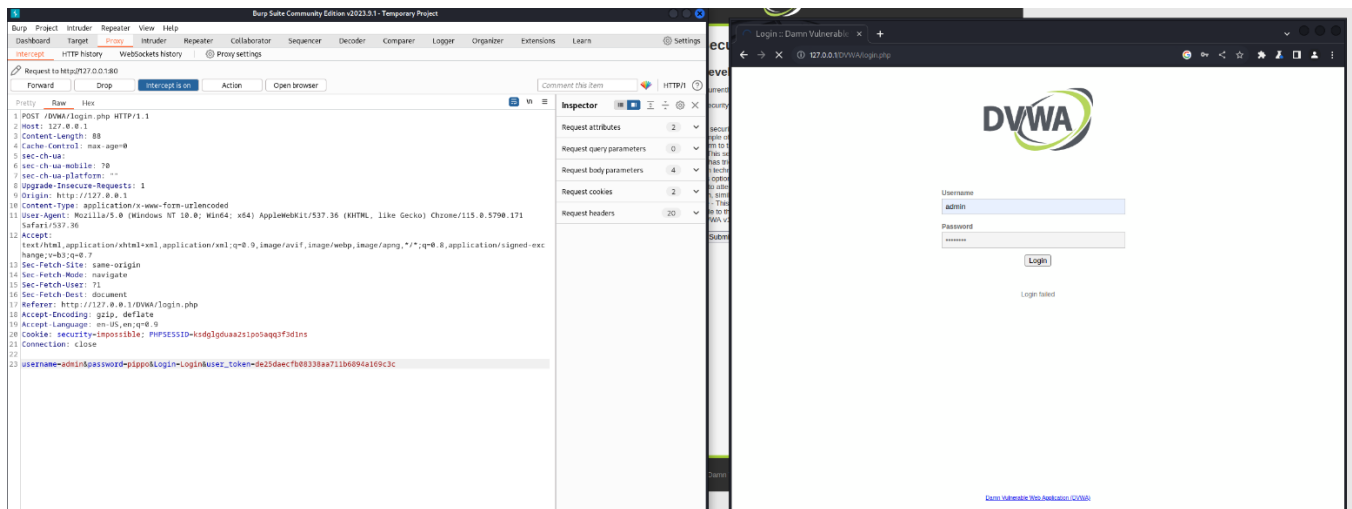 Burp Suite Community Edition v2023.9.1 - Temporary Project
Burp Project Intruder Repeater View Help
Dashboard Target Proxy Intruder Repeater Collaborator Sequencer Decoder Comparer Logger Organizer Extensions Learn Settings
Intercept HTTP history WebSockets history Proxy settings
Request to http://127.0.0.1:80
Forward Drop Intercept is on Action Open browser Comment this item HTTP/1
Pretty Raw Hex
1 POST /DVWA/login.php HTTP/1.1
2 Host: 127.0.0.1
3 Content-Length: 88
4 Cache-Control: max-age=0
5 sec-ch-ua:
6 sec-ch-ua-mobile: ?0
7 sec-ch-ua-platform: ""
8 Upgrade-Insecure-Requests: 1
9 Origin: http://127.0.0.1
10 Content-Type: application/x-www-form-urlencoded
11 User-Agent: Mozilla/5.0 (Windows NT 10.0; Win64; x64) AppleWebKit/537.36 (KHTML, like Gecko) Chrome/115.0.5790.171
Safari/537.36
12 Accept:
text/html,application/xhtml+xml,application/xml;q=0.9,image/avif,image/webp,image/apng,*/*;q=0.8,application/signed-exc
hange;v=b3;q=0.7
13 Sec-Fetch-Site: same-origin
14 Sec-Fetch-Mode: navigate
15 Sec-Fetch-User: ?1
16 Sec-Fetch-Dest: document
17 Referer: http://127.0.0.1/DVWA/login.php
18 Accept-Encoding: gzip, deflate
19 Accept-Language: en-US,en;q=0.9
20 Cookie: security=impossible; PHPSESSID=ksdglgduaa2s1po5aqq3f3d1ns
21 Connection: close
22
23 username=admin&password=pippo&Login=Login&user_token=de25daecfb08338aa711b6894a169c3c
Inspector
Request attributes 2
Request query parameters 0
Request body parameters 4
Request cookies 2
Request headers 20
Login :: Damn Vulnerable
127.0.0.1/DVWA/login.php
DVWA
Username
admin
Password
Login
Login failed
Damn Vulnerable Web Application (DVWA)